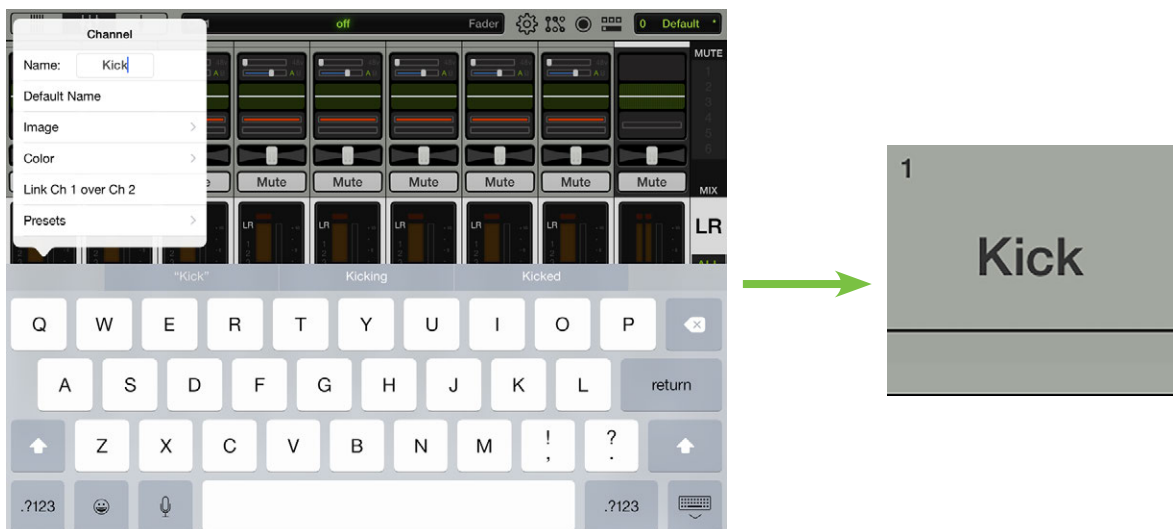 Channel
off
Fader
0 Default
Name: Kick
Default Name
Image
Color
Link Ch 1 over Ch 2
Presets
MUTE
1
2
3
4
5
6
Mute Mute Mute Mute Mute Mute
MIX
LR LR LR LR LR LR
"Kick" Kicking Kicked
Q W E R T Y U I O P
A S D F G H J K L return
Z X C V B N M ! , ? .
.?123 .?123
1
Kick